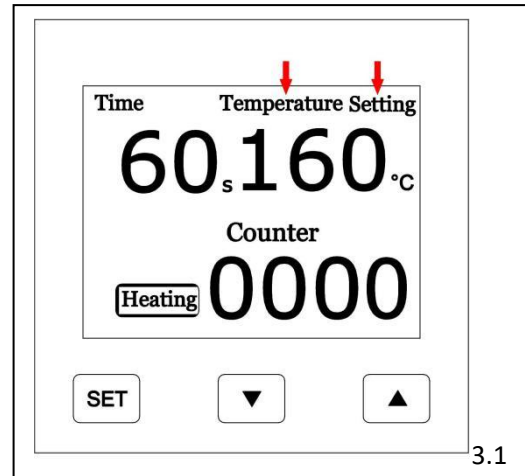 Time Temperature Setting
60s 160°C
Counter
Heating 0000
SET ▼ ▲
3.1